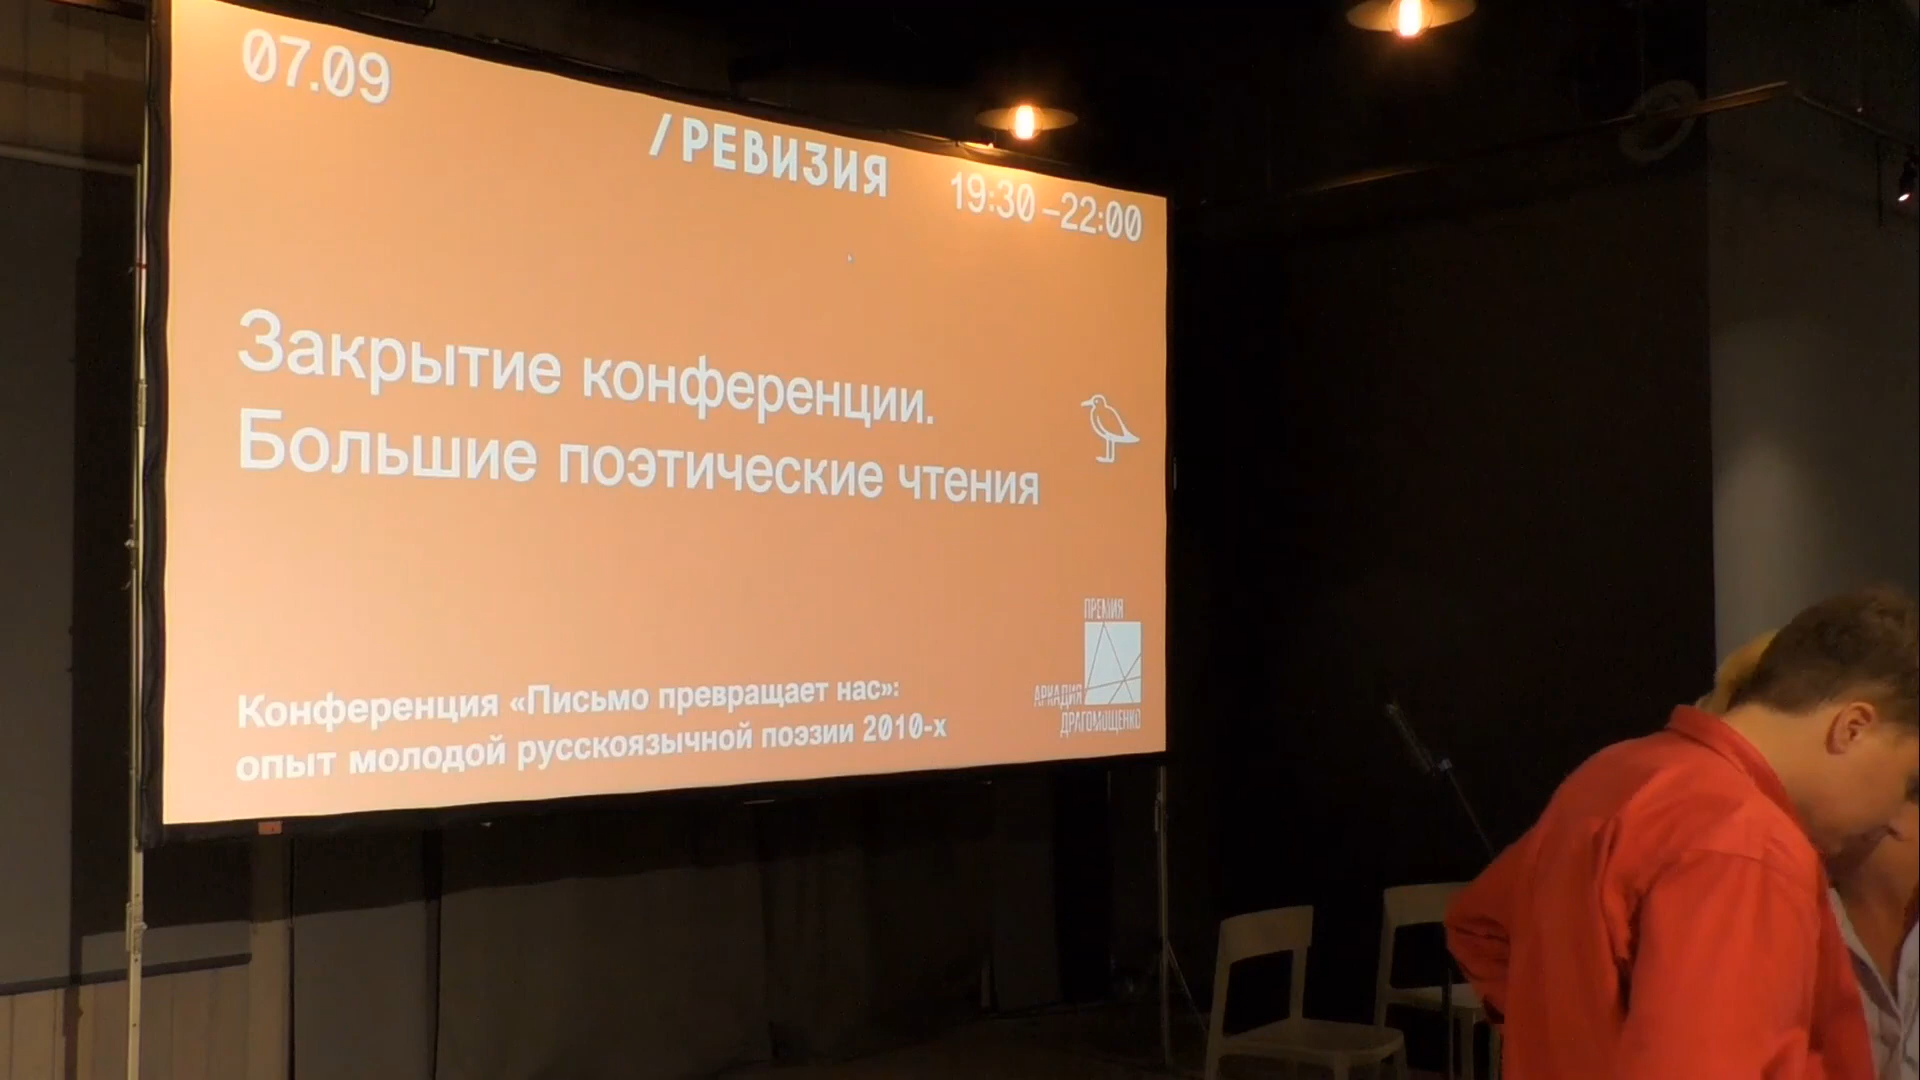 07.09
/РЕВИЗИЯ
19:30–22:00
Закрытие конференции.
Большие поэтические чтения
Конференция «Письмо превращает нас»:
опыт молодой русскоязычной поэзии 2010-х
ПРЕМИЯ
АРКАДИЯ
ДРАГОМОЩЕНКО